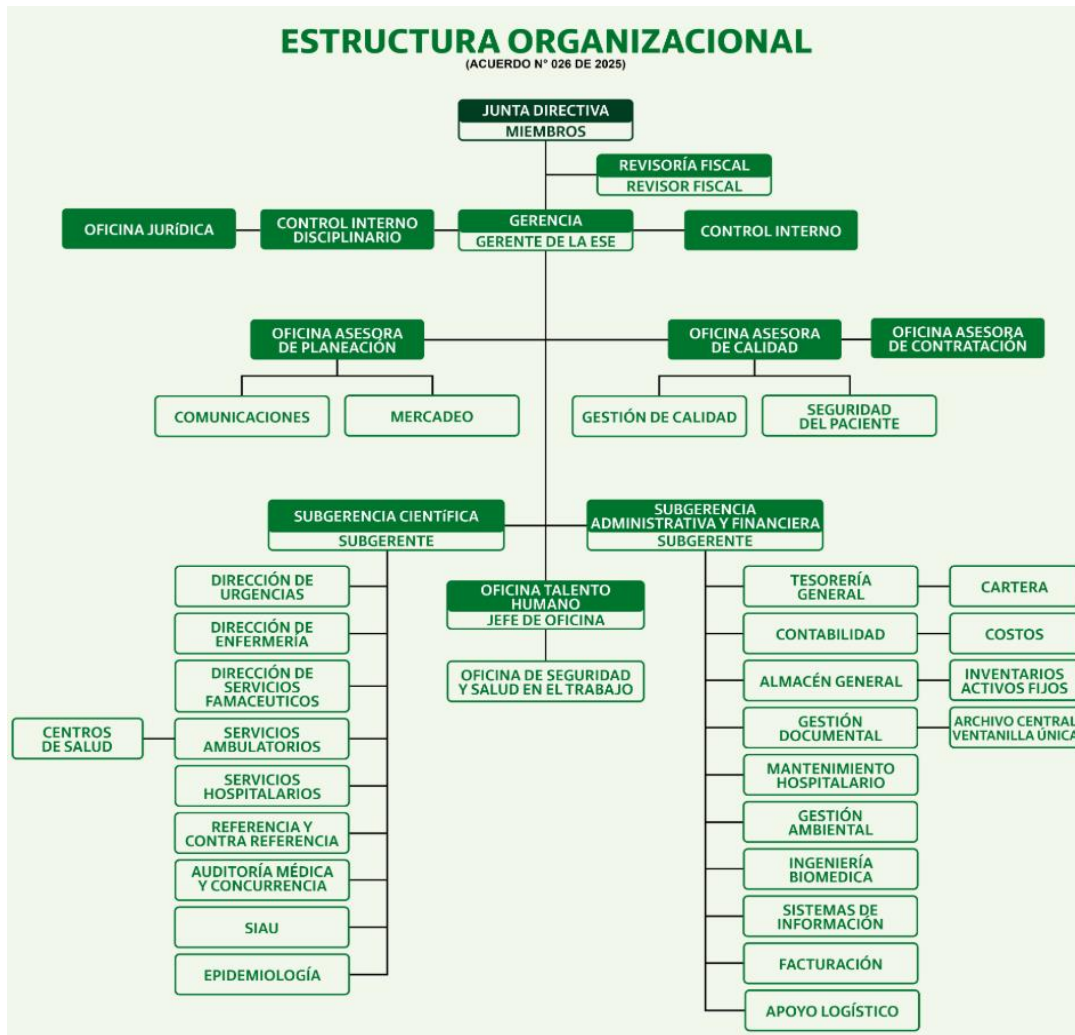 ESTRUCTURA ORGANIZACIONAL
(ACUERDO N° 026 DE 2025)
JUNTA DIRECTIVA
MIEMBROS
REVISORÍA FISCAL
REVISOR FISCAL
OFICINA JURÍDICA
CONTROL INTERNO
DISCIPLINARIO
GERENCIA
GERENTE DE LA ESE
CONTROL INTERNO
OFICINA ASESORA
DE PLANEACIÓN
OFICINA ASESORA
DE CALIDAD
OFICINA ASESORA
DE CONTRATACIÓN
COMUNICACIONES
MERCADEO
GESTIÓN DE CALIDAD
SEGURIDAD
DEL PACIENTE
SUBGERENCIA CIENTÍFICA
SUBGERENTE
SUBGERENCIA
ADMINISTRATIVA Y FINANCIERA
SUBGERENTE
DIRECCIÓN DE
URGENCIAS
DIRECCIÓN DE
ENFERMERÍA
DIRECCIÓN DE
SERVICIOS
FAMACEUTICOS
CENTROS
DE SALUD
SERVICIOS
AMBULATORIOS
SERVICIOS
HOSPITALARIOS
REFERENCIA Y
CONTRA REFERENCIA
AUDITORÍA MÉDICA
Y CONCURRENCIA
SIAU
EPIDEMIOLOGÍA
OFICINA TALENTO
HUMANO
JEFE DE OFICINA
OFICINA DE SEGURIDAD
Y SALUD EN EL TRABAJO
TESORERÍA
GENERAL
CARTERA
CONTABILIDAD
COSTOS
ALMACÉN GENERAL
INVENTARIOS
ACTIVOS FIJOS
GESTIÓN
DOCUMENTAL
ARCHIVO CENTRAL
VENTANILLA ÚNICA
MANTENIMIENTO
HOSPITALARIO
GESTIÓN
AMBIENTAL
INGENIERÍA
BIOMEDICA
SISTEMAS DE
INFORMACIÓN
FACTURACIÓN
APOYO LOGÍSTICO